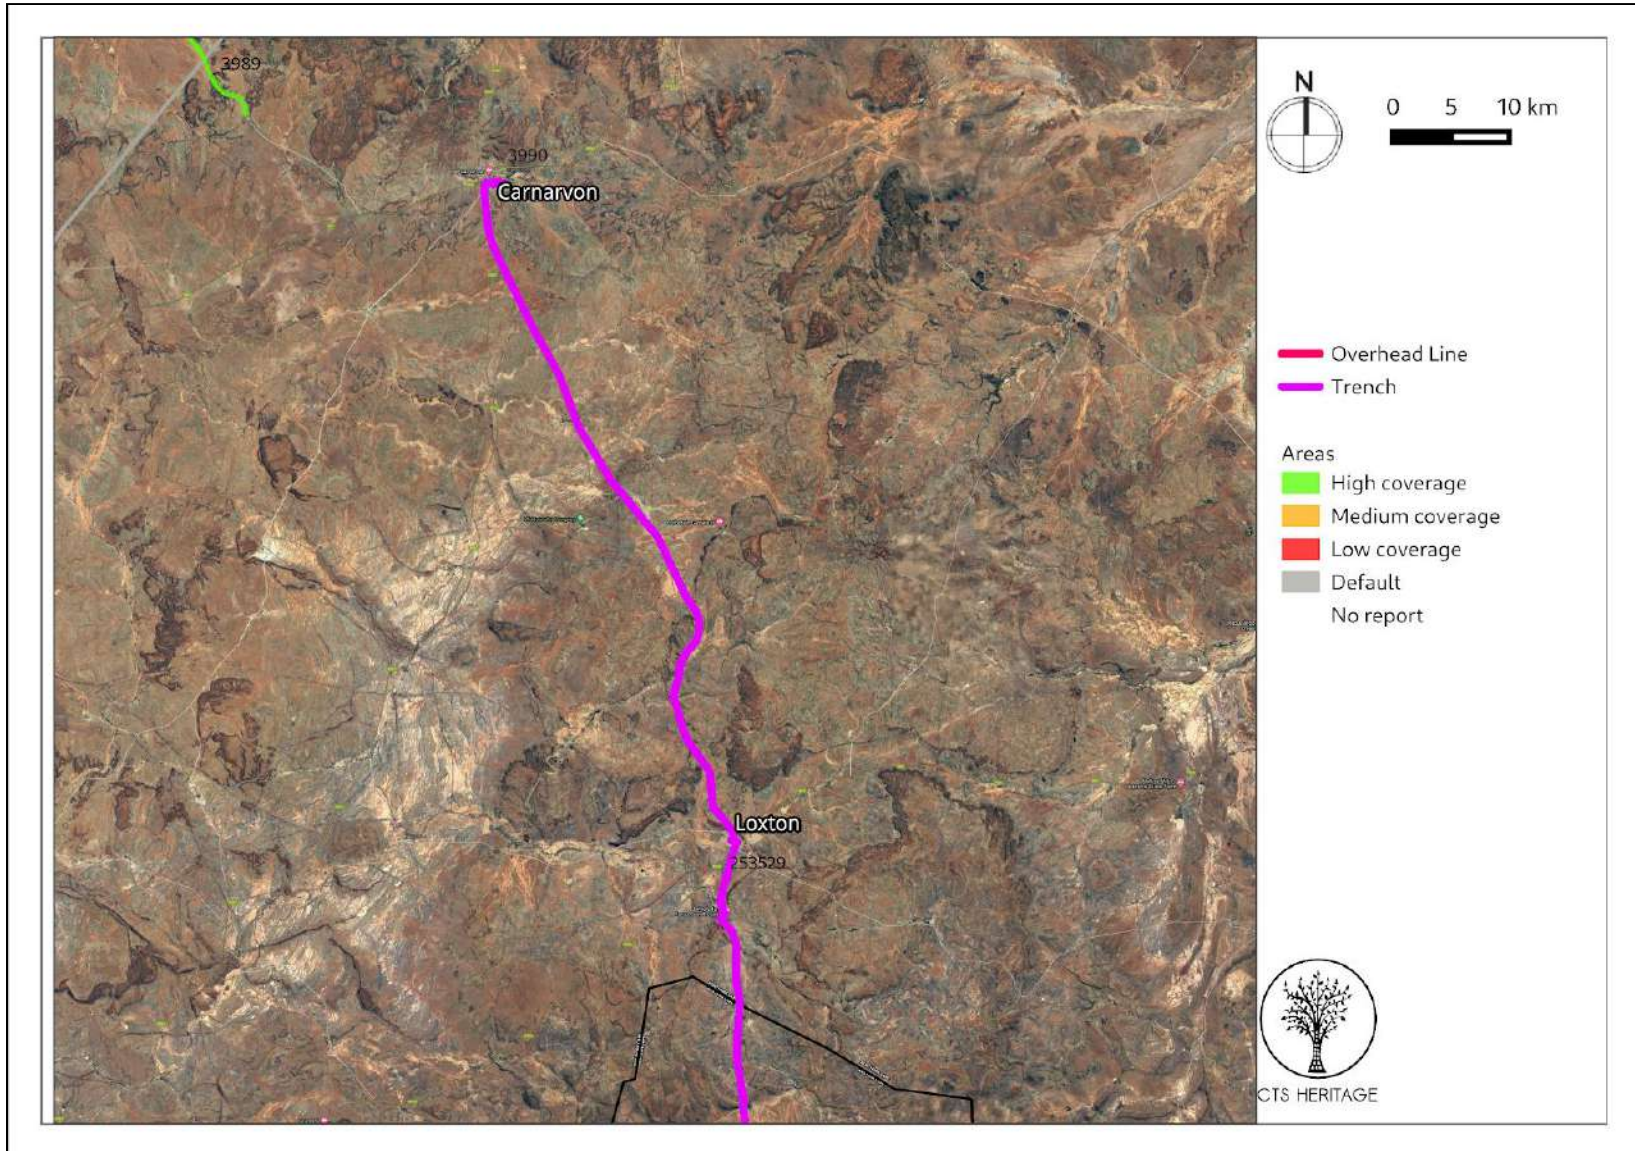 3989
3990
Carnarvon
Loxton
253529
N
0 5 10 km
Overhead Line
Trench
Areas
High coverage
Medium coverage
Low coverage
Default
No report
CTS HERITAGE